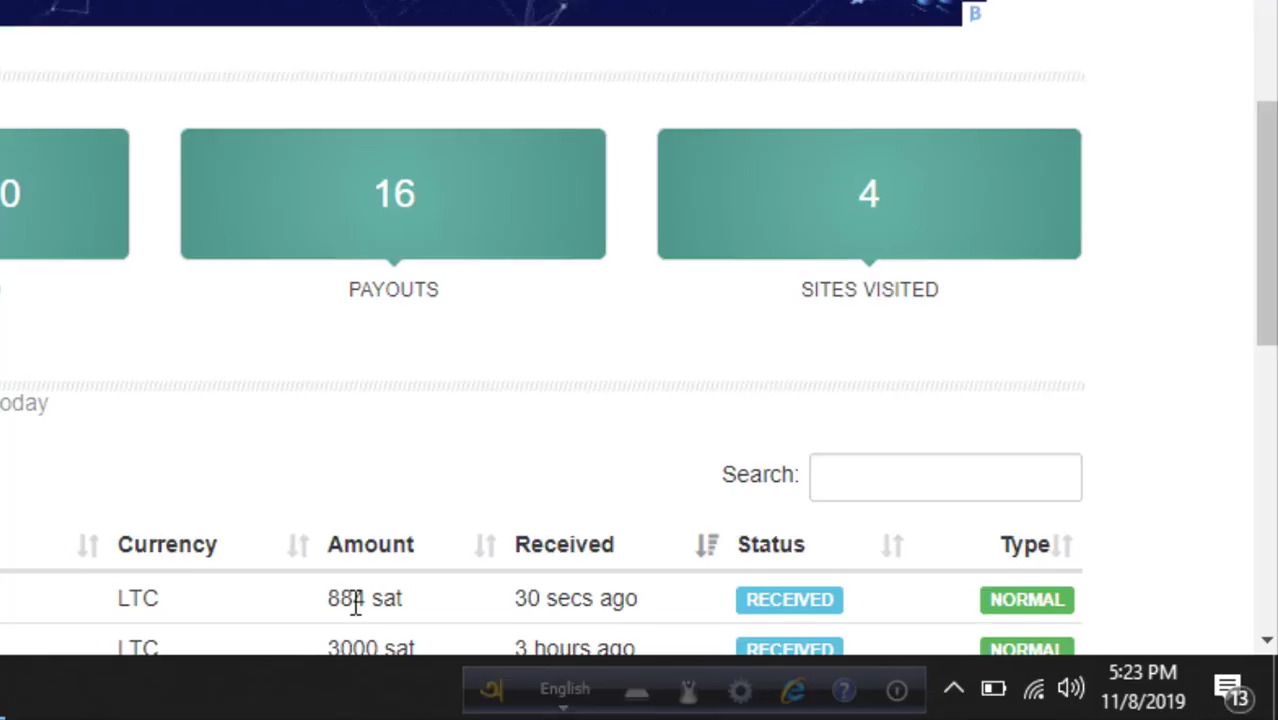 0
16
4
PAYOUTS
SITES VISITED
oday
Search:
Currency
Amount
Received
Status
Type
LTC
884 sat
30 secs ago
RECEIVED
NORMAL
LTC
3000 sat
3 hours ago
RECEIVED
NORMAL
English
5:23 PM
11/8/2019
13